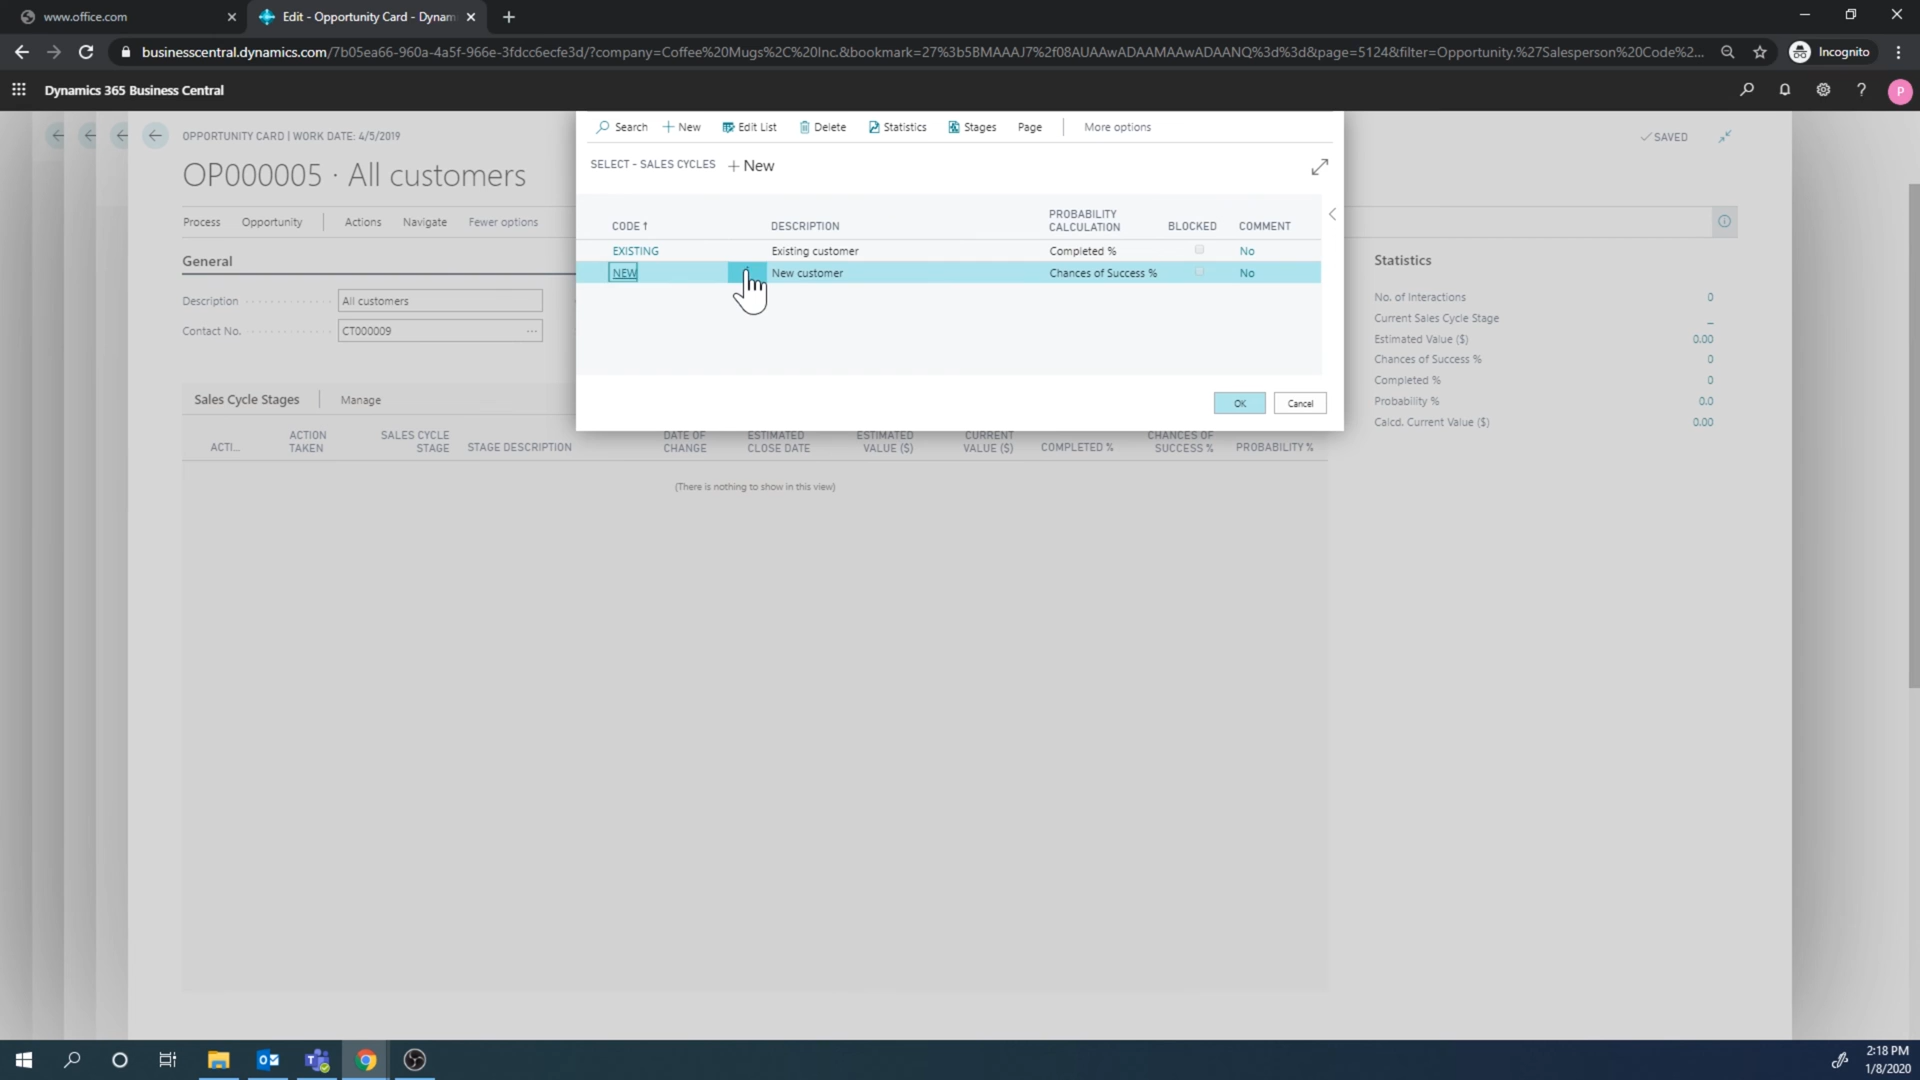 www.office.com
Edit - Opportunity Card - Dynam
businesscentral.dynamics.com/7b05ea66-960a-4a5f-966e-3fdcc6ecfe3d/?company=Coffee%20Mugs%2C%20Inc.&bookmark=27%3b5BMAAAJ7%2f08AUAAwADAAMAAwADAANQ%3d%3d&page=5124&filter=Opportunity.%27Salesperson%20Code%2...
Incognito
Dynamics 365 Business Central
?
P
OPPORTUNITY CARD | WORK DATE: 4/5/2019
SAVED
OP000005 · All customers
Process Opportunity Actions Navigate Fewer options
General
Description All customers
Contact No. CT000009 ...
Search + New Edit List Delete Statistics Stages Page More options
SELECT - SALES CYCLES + New
CODE ↑ DESCRIPTION PROBABILITY CALCULATION BLOCKED COMMENT
EXISTING Existing customer Completed % No
NEW New customer Chances of Success % No
OK Cancel
Sales Cycle Stages Manage
ACTI... ACTION TAKEN SALES CYCLE STAGE STAGE DESCRIPTION DATE OF CHANGE ESTIMATED CLOSE DATE ESTIMATED VALUE ($) CURRENT VALUE ($) COMPLETED % CHANCES OF SUCCESS % PROBABILITY %
(There is nothing to show in this view)
Statistics
No. of Interactions 0
Current Sales Cycle Stage _
Estimated Value ($) 0.00
Chances of Success % 0
Completed % 0
Probability % 0.0
Calcd. Current Value ($) 0.00
2:18 PM
1/8/2020